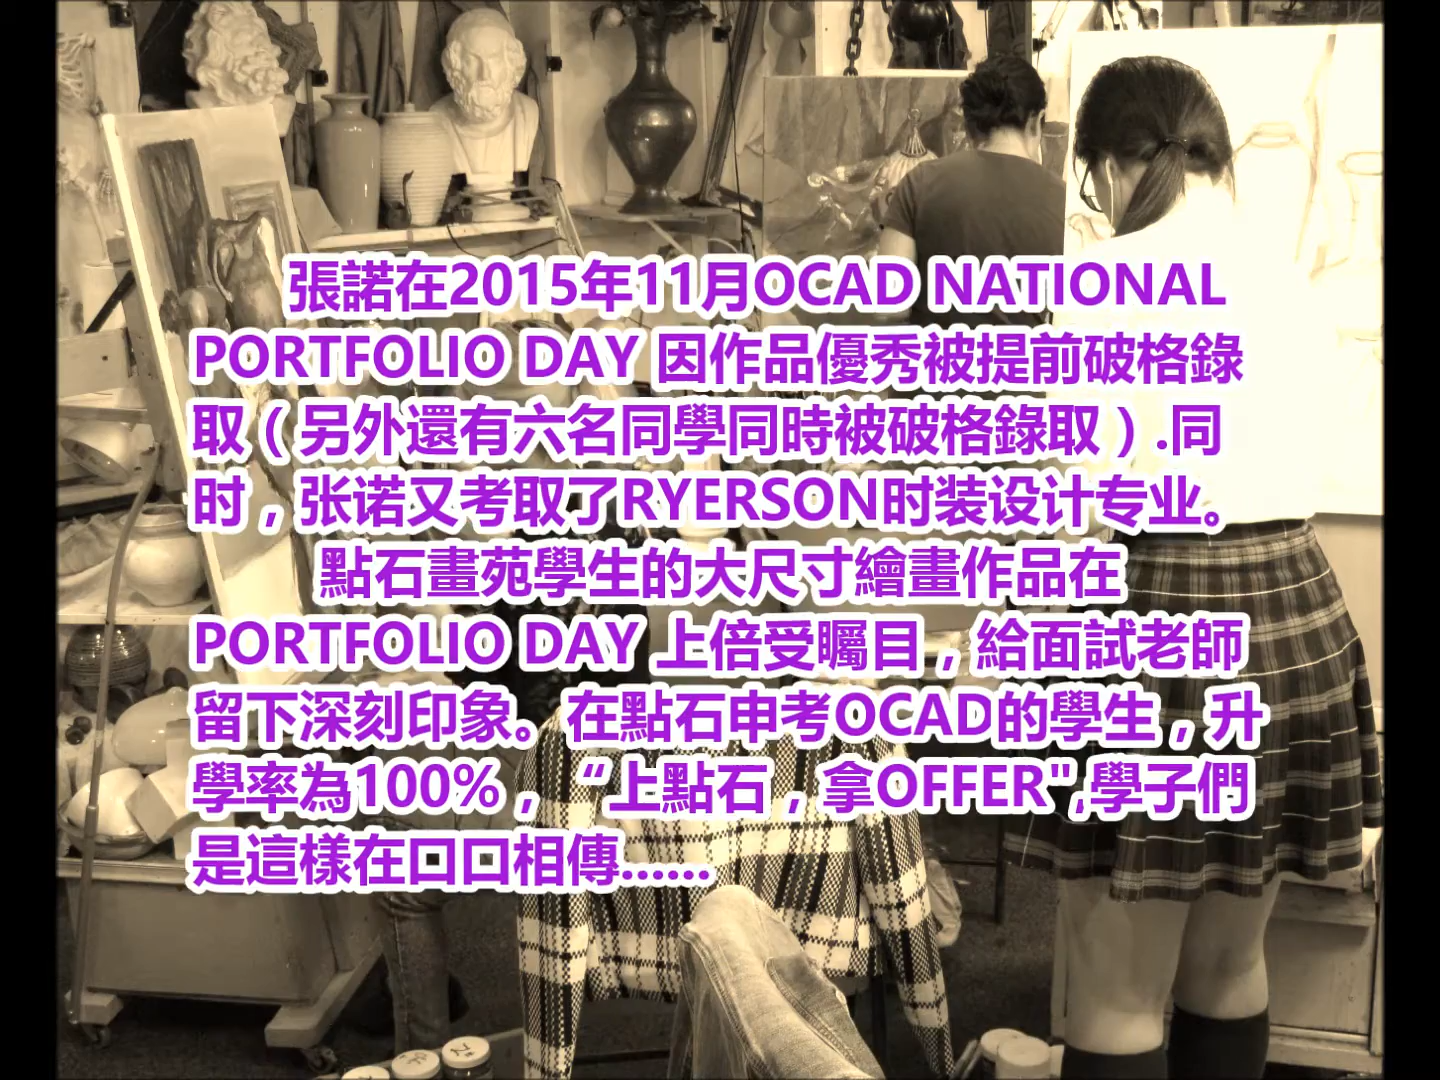 張諾在2015年11月OCAD NATIONAL
PORTFOLIO DAY 因作品優秀被提前破格錄
取（另外還有六名同學同時被破格錄取）.同
时，张诺又考取了RYERSON时装设计专业。
點石畫苑學生的大尺寸繪畫作品在
PORTFOLIO DAY 上倍受矚目，給面試老師
留下深刻印象。在點石申考OCAD的學生，升
學率為100%，“上點石，拿OFFER",學子們
是這樣在口口相傳......